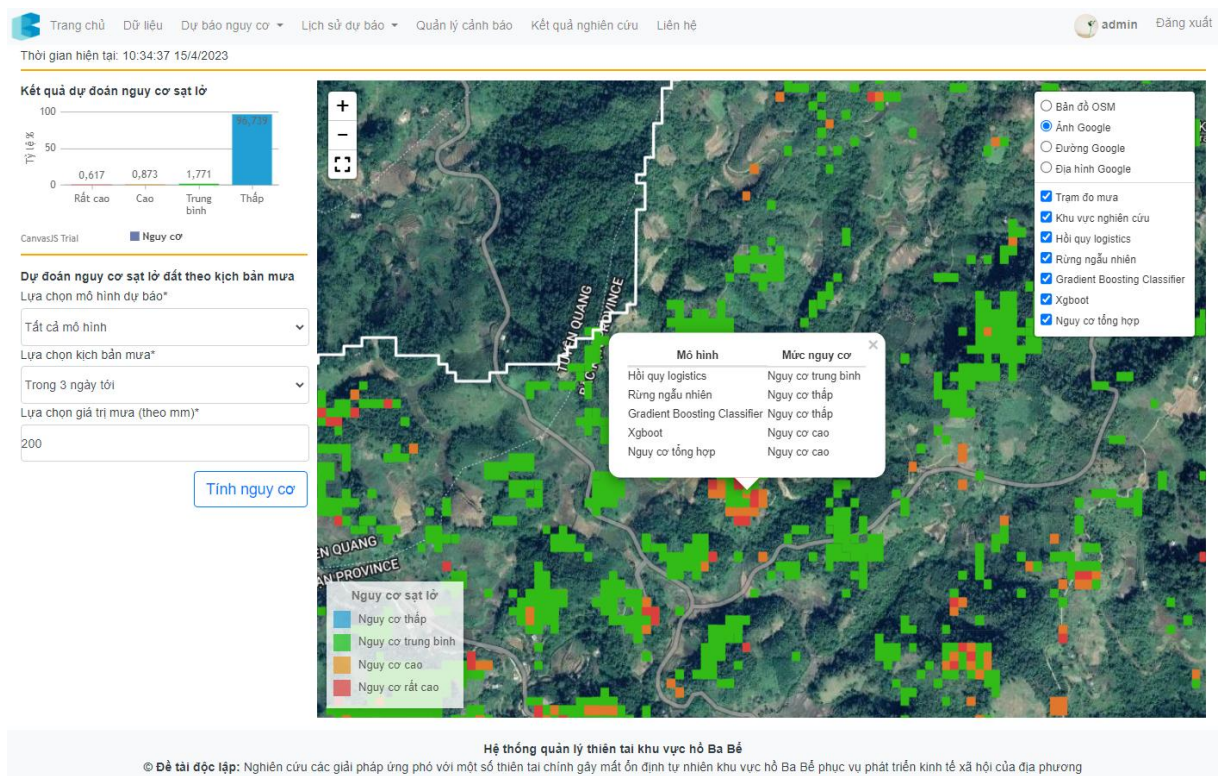 Trang chủ Dữ liệu Dự báo nguy cơ Lịch sử dự báo Quản lý cảnh báo Kết quả nghiên cứu Liên hệ admin Đăng xuất
Thời gian hiện tại: 10:34:37 15/4/2023
Kết quả dự đoán nguy cơ sạt lở
100
50
0
Tỷ lệ %
0,617 0,873 1,771 96,739
Rất cao Cao Trung bình Thấp
CanvasJS Trial Nguy cơ
Dự đoán nguy cơ sạt lở đất theo kịch bản mưa
Lựa chọn mô hình dự báo*
Tất cả mô hình
Lựa chọn kịch bản mưa*
Trong 3 ngày tới
Lựa chọn giá trị mưa (theo mm)*
200
Tính nguy cơ
+
−
Bản đồ OSM
Ảnh Google
Đường Google
Địa hình Google
Trạm đo mưa
Khu vực nghiên cứu
Hồi quy logistics
Rừng ngẫu nhiên
Gradient Boosting Classifier
Xgboot
Nguy cơ tổng hợp
TUYÊN QUANG
PROVINCE
Mô hình Mức nguy cơ
Hồi quy logistics Nguy cơ trung bình
Rừng ngẫu nhiên Nguy cơ thấp
Gradient Boosting Classifier Nguy cơ thấp
Xgboot Nguy cơ cao
Nguy cơ tổng hợp Nguy cơ cao
QUANG
PROVINCE
Nguy cơ sạt lở
Nguy cơ thấp
Nguy cơ trung bình
Nguy cơ cao
Nguy cơ rất cao
Hệ thống quản lý thiên tai khu vực hồ Ba Bể
© Đề tài độc lập: Nghiên cứu các giải pháp ứng phó với một số thiên tai chính gây mất ổn định tự nhiên khu vực hồ Ba Bể phục vụ phát triển kinh tế xã hội của địa phương